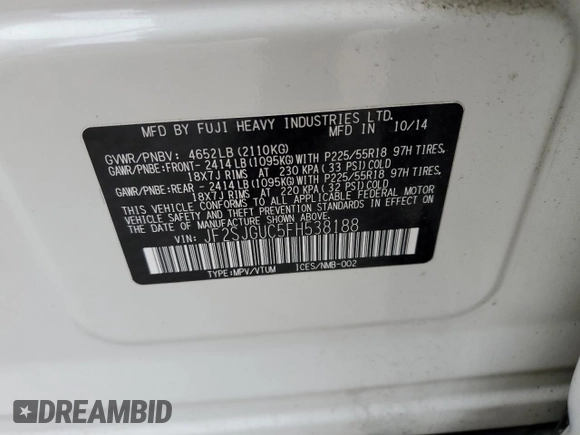 MFD BY FUJI HEAVY INDUSTRIES LTD.
MFD IN 10/14
GVWR/PNBV: 4652LB(2110KG)
GAWR/PNBE:FRONT-2414LB(1095KG)WITH P225/55R18 97H TIRES,
18X7J RIMS AT 230 KPA (33 PSI)COLD
GAWR/PNBE:REAR -2414LB(1095KG)WITH P225/55R18 97H TIRES,
18X7J RIMS AT 220 KPA (32 PSI)COLD
THIS VEHICLE CONFORMS TO ALL APPLICABLE FEDERAL MOTOR
VEHICLE SAFETY AND THEFT PREVENTION STANDARDS IN EFFECT
ON THE DATE OF MANUFACTURE SHOWN ABOVE.
VIN: JF2SJGUC5FH538188
TYPE:MPV/VTUM ICES/NMB-002
DREAMBID